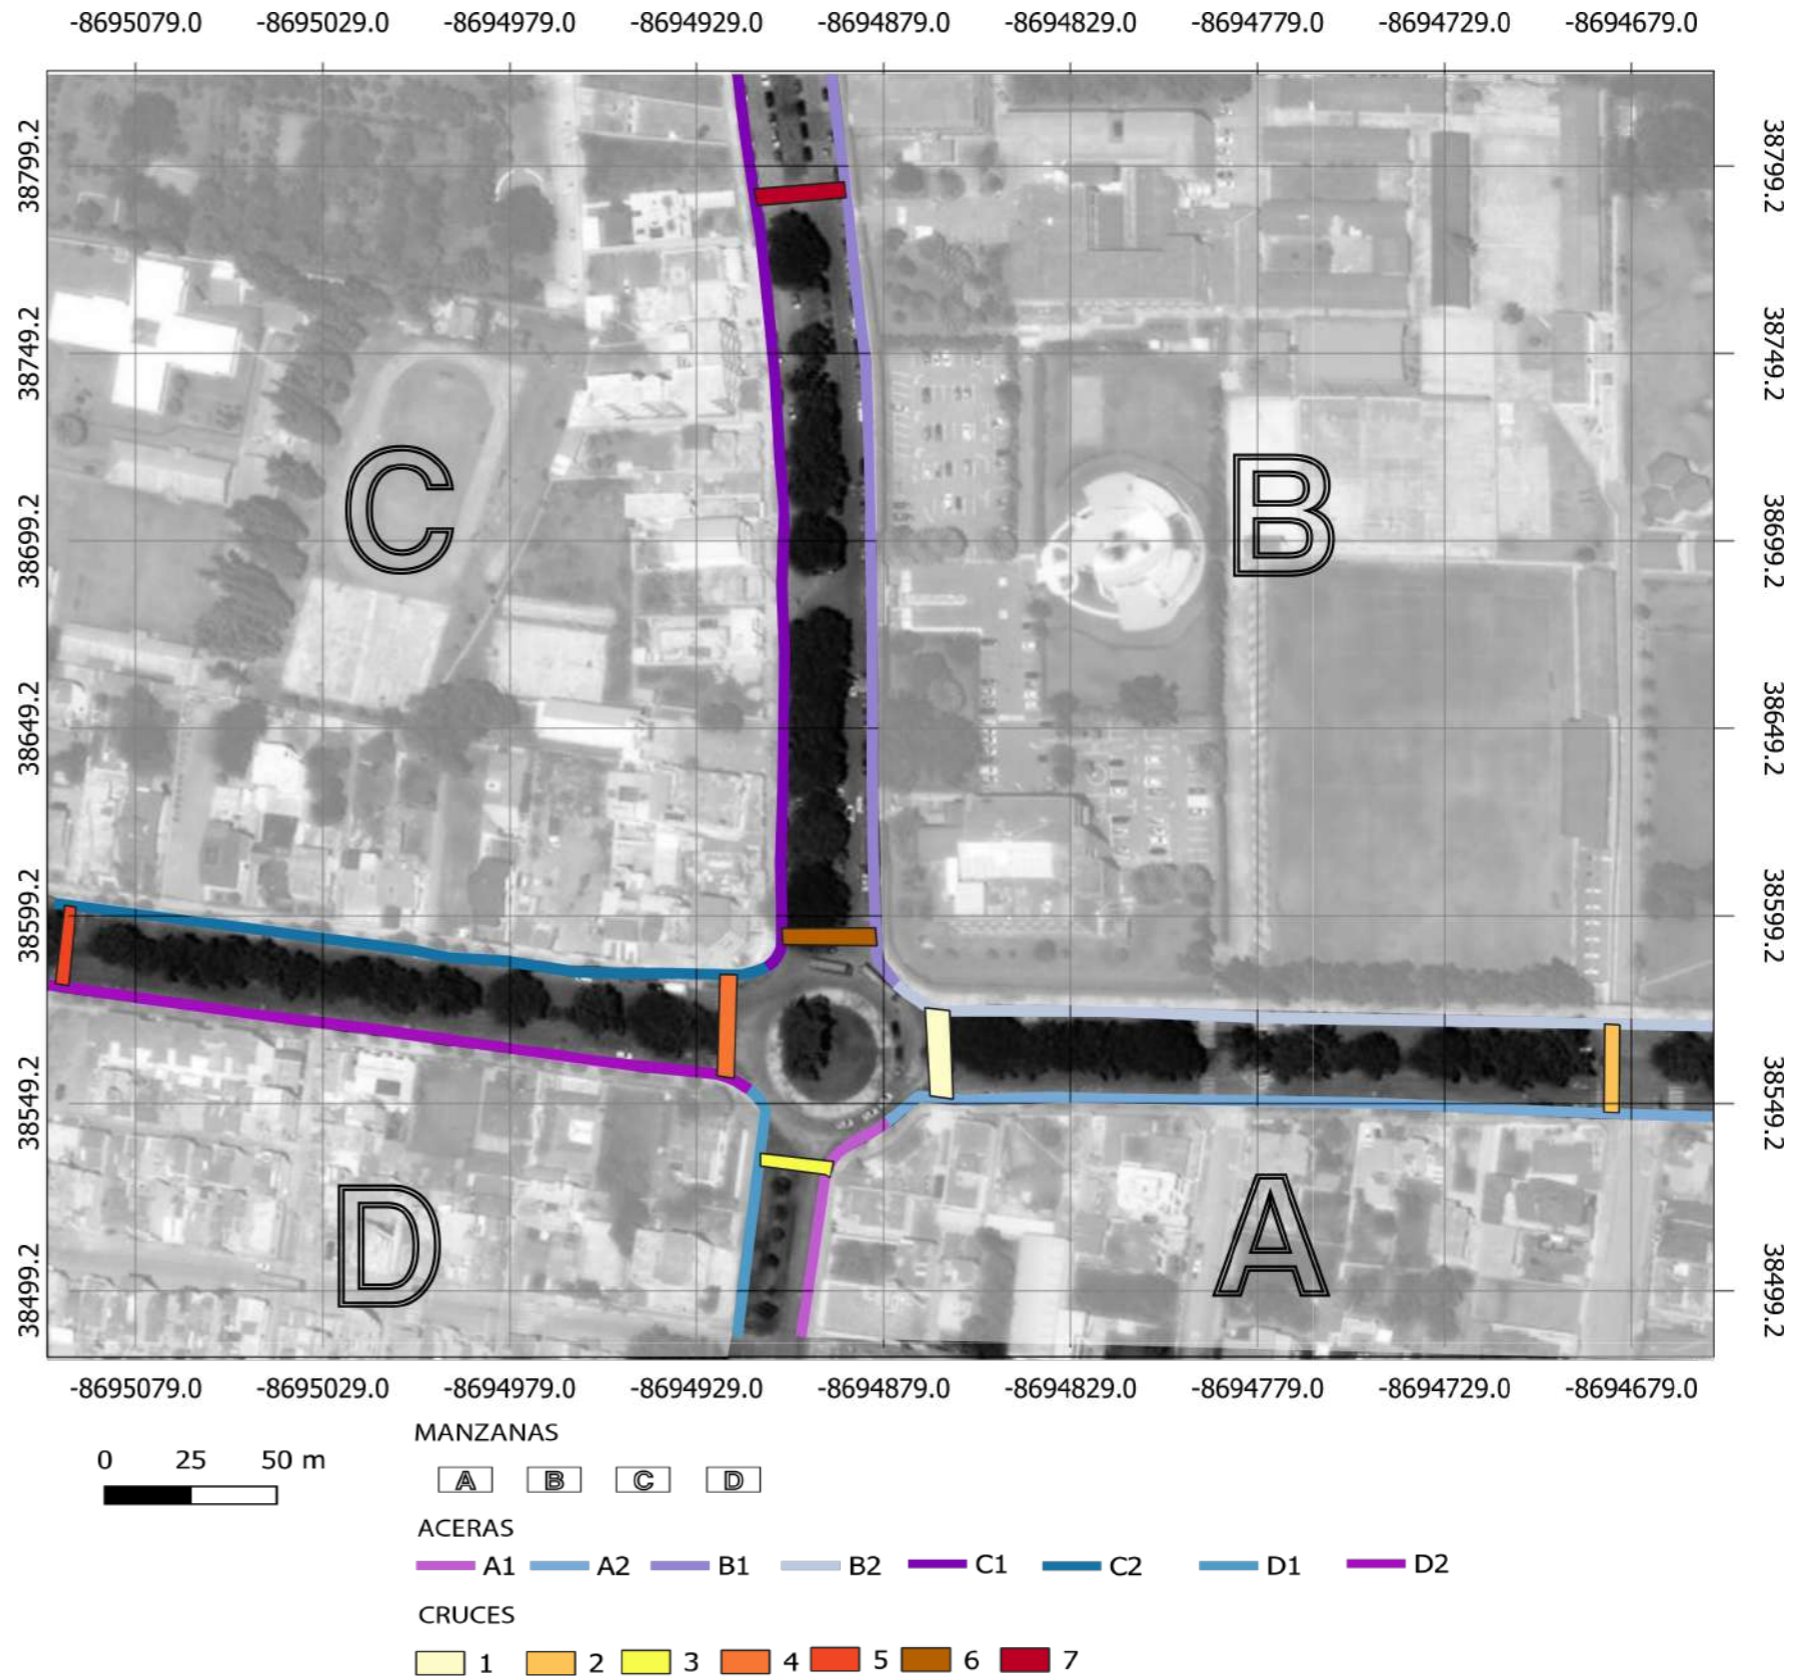 -8695079.0 -8695029.0 -8694979.0 -8694929.0 -8694879.0 -8694829.0 -8694779.0 -8694729.0 -8694679.0
38799.2 38799.2
38749.2 38749.2
C B
38699.2 38699.2
38649.2 38649.2
38599.2 38599.2
38549.2 38549.2
D A
38499.2 38499.2
-8695079.0 -8695029.0 -8694979.0 -8694929.0 -8694879.0 -8694829.0 -8694779.0 -8694729.0 -8694679.0
0 25 50 m
MANZANAS
A B C D
ACERAS
A1 A2 B1 B2 C1 C2 D1 D2
CRUCES
1 2 3 4 5 6 7